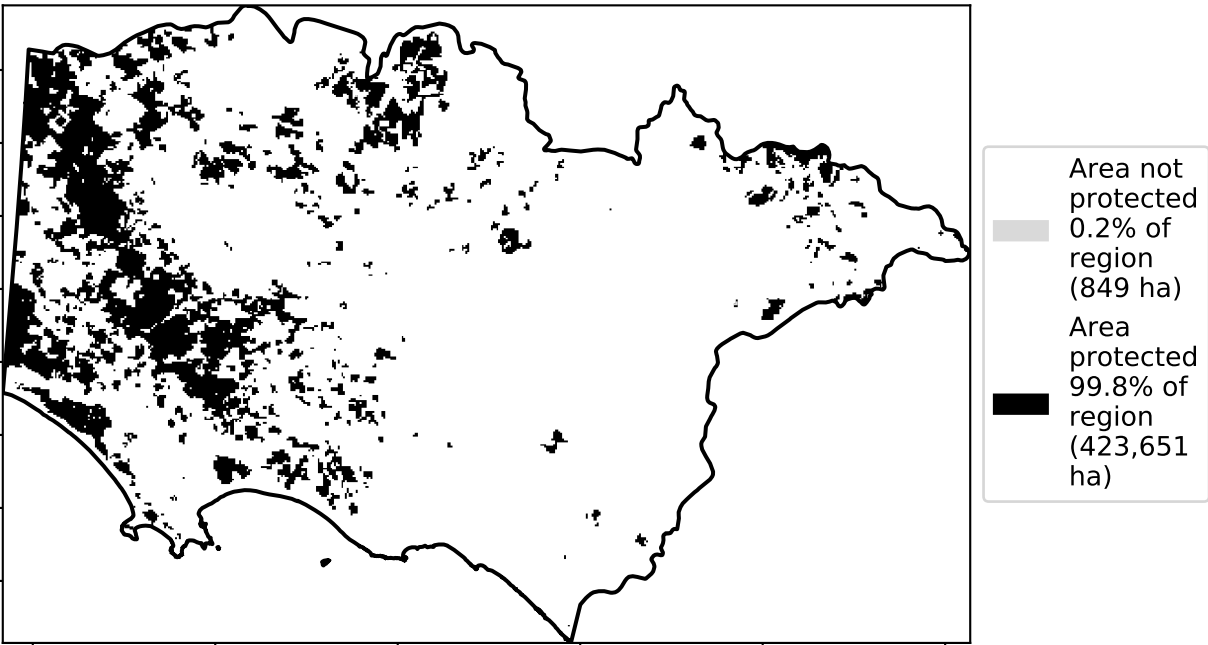 Area not
protected
0.2% of
region
(849 ha)
Area
protected
99.8% of
region
(423,651
ha)